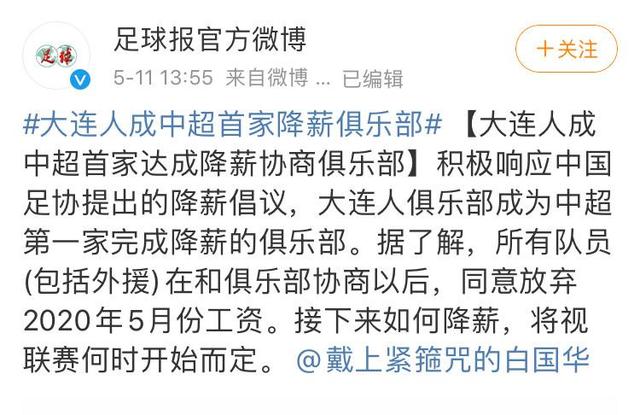 足球
足球报官方微博
+关注
5-11 13:55 来自微博 ... 已编辑
#大连人成中超首家降薪俱乐部# 【大连人成
中超首家达成降薪协商俱乐部】积极响应中国
足协提出的降薪倡议，大连人俱乐部成为中超
第一家完成降薪的俱乐部。据了解，所有队员
(包括外援)在和俱乐部协商以后，同意放弃
2020年5月份工资。接下来如何降薪，将视
联赛何时开始而定。 @戴上紧箍咒的白国华